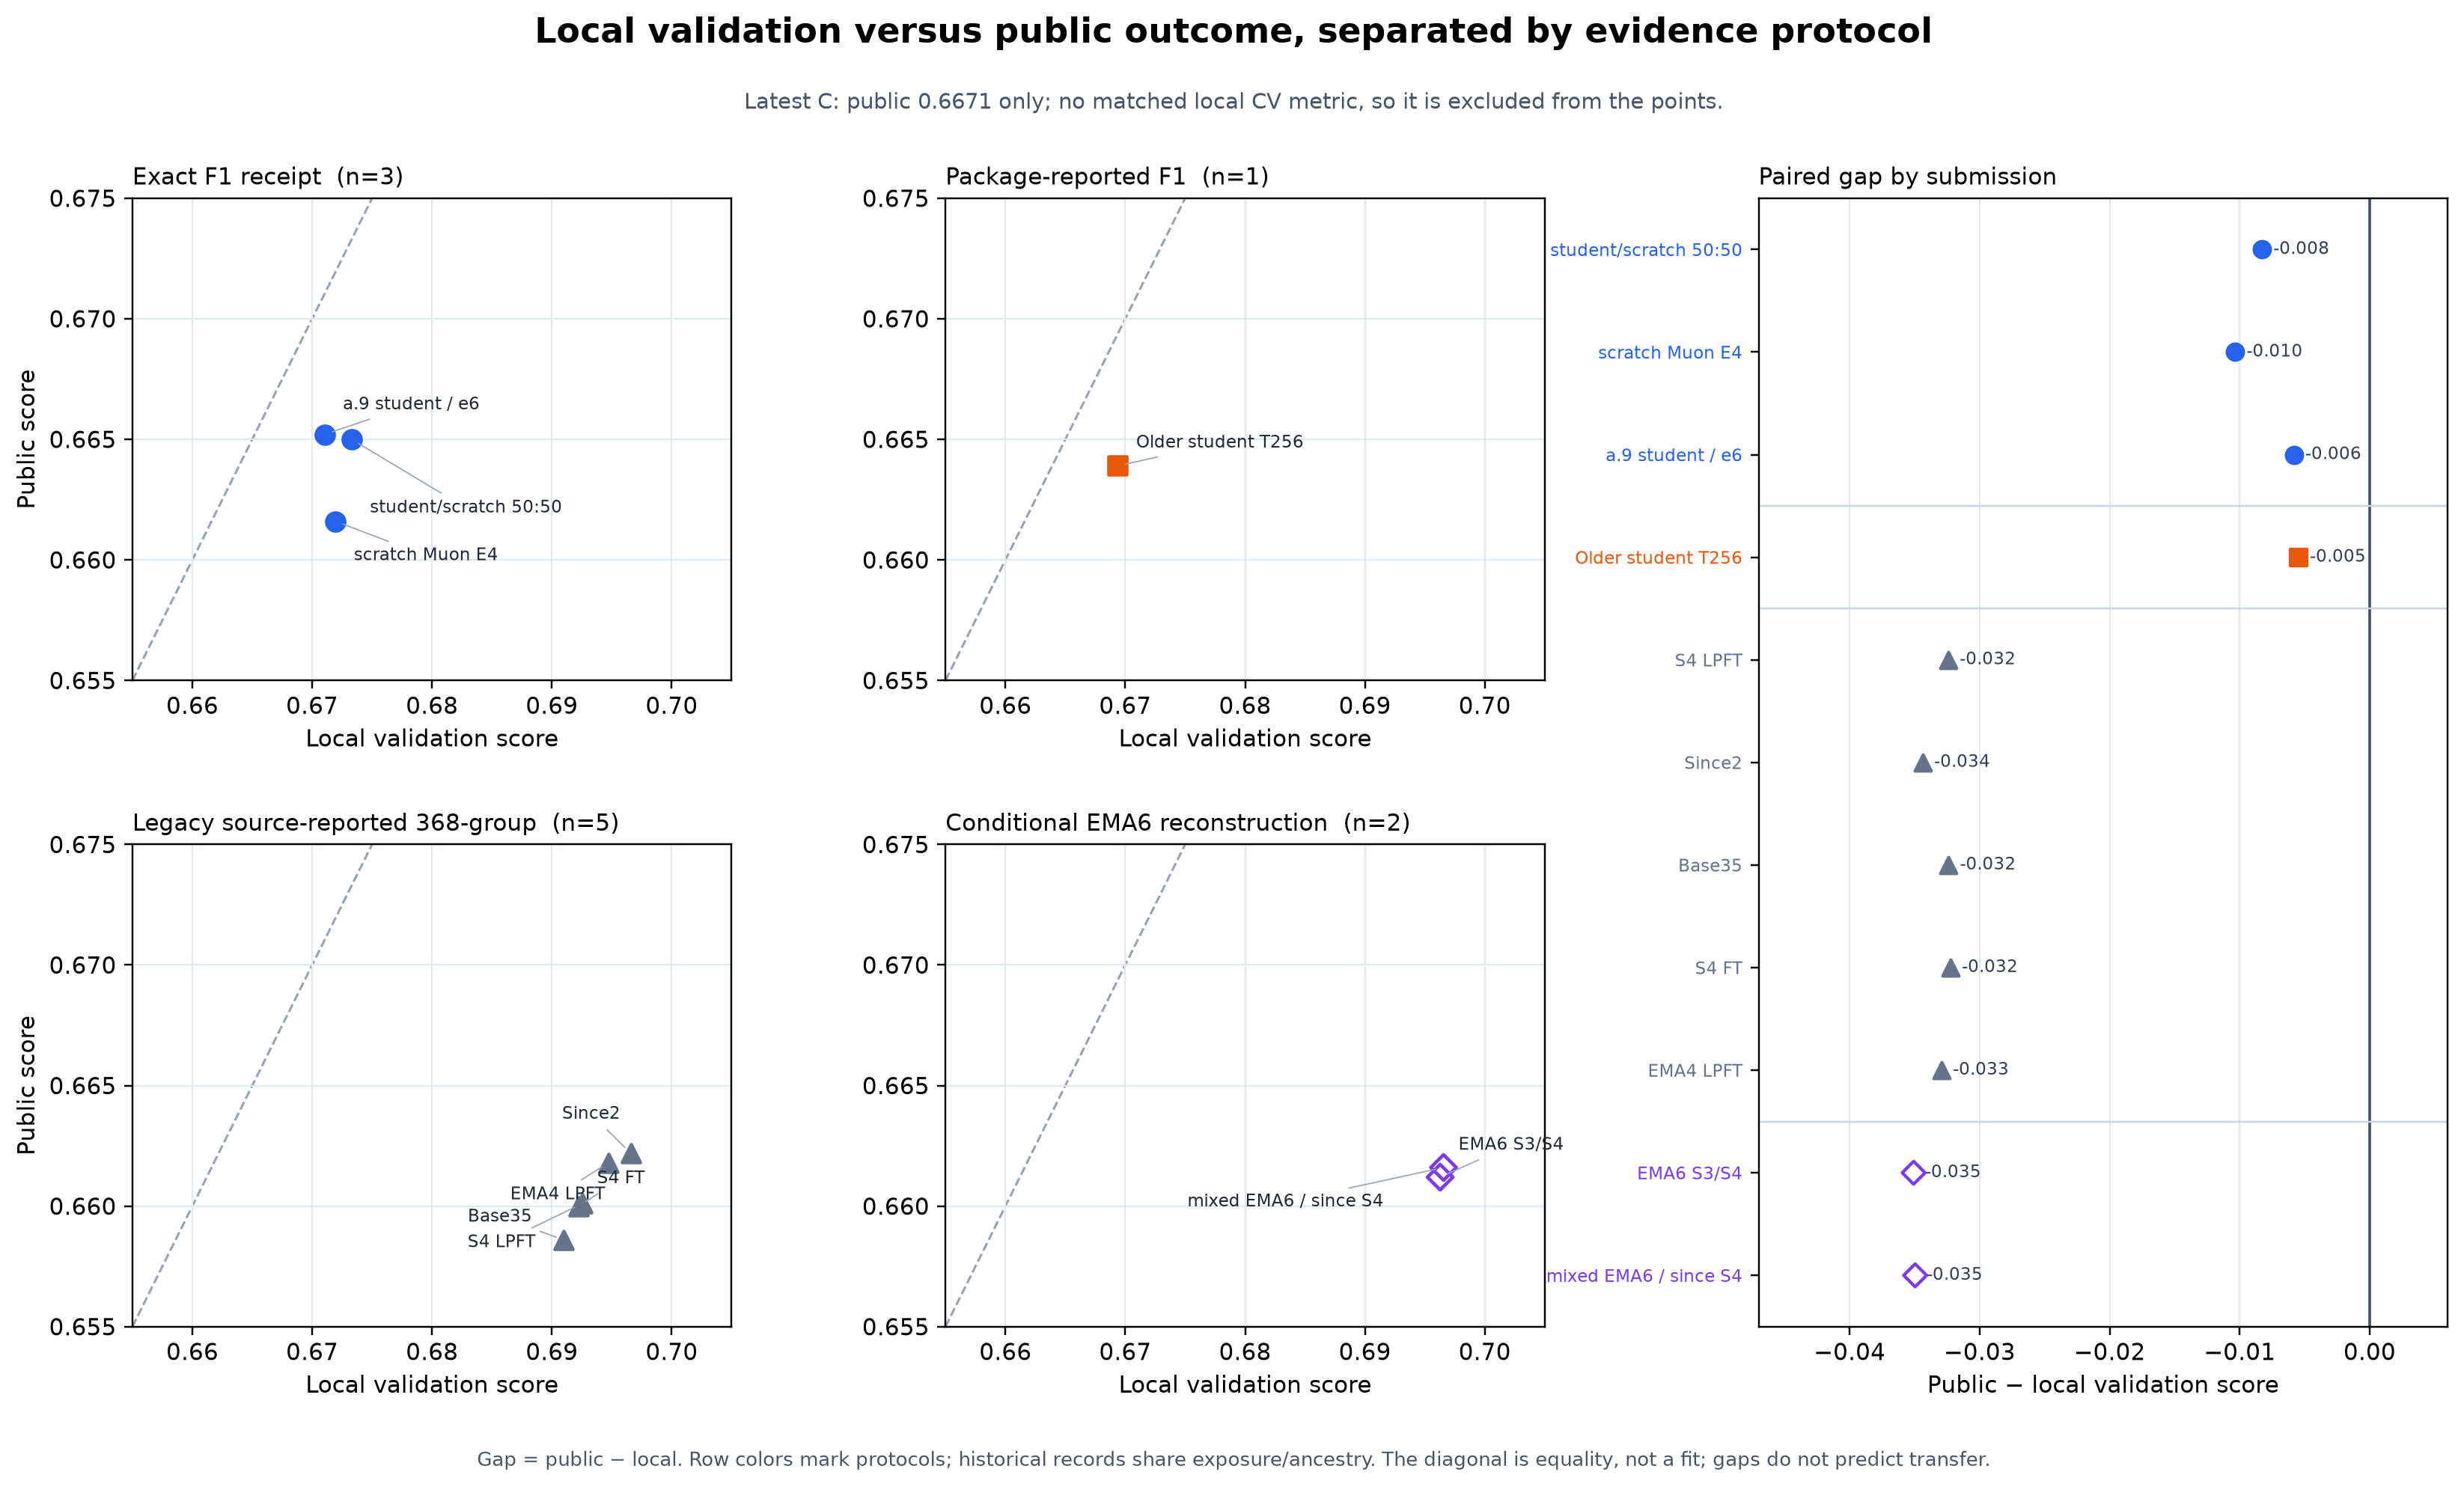 Local validation versus public outcome, separated by evidence protocol
Latest C: public 0.6671 only; no matched local CV metric, so it is excluded from the points.
Exact F1 receipt (n=3)
0.675
0.670
0.665
0.660
0.655
Public score
a.9 student / e6
student/scratch 50:50
scratch Muon E4
0.66 0.67 0.68 0.69 0.70
Local validation score
Package-reported F1 (n=1)
0.675
0.670
0.665
0.660
0.655
Older student T256
0.66 0.67 0.68 0.69 0.70
Local validation score
Legacy source-reported 368-group (n=5)
0.675
0.670
0.665
0.660
0.655
Public score
Since2
S4 FT
EMA4 LPFT
Base35
S4 LPFT
0.66 0.67 0.68 0.69 0.70
Local validation score
Conditional EMA6 reconstruction (n=2)
0.675
0.670
0.665
0.660
0.655
EMA6 S3/S4
mixed EMA6 / since S4
0.66 0.67 0.68 0.69 0.70
Local validation score
Paired gap by submission
student/scratch 50:50 -0.008
scratch Muon E4 -0.010
a.9 student / e6 -0.006
Older student T256 -0.005
S4 LPFT -0.032
Since2 -0.034
Base35 -0.032
S4 FT -0.032
EMA4 LPFT -0.033
EMA6 S3/S4 -0.035
mixed EMA6 / since S4 -0.035
−0.04 −0.03 −0.02 −0.01 0.00
Public − local validation score
Gap = public − local. Row colors mark protocols; historical records share exposure/ancestry. The diagonal is equality, not a fit; gaps do not predict transfer.